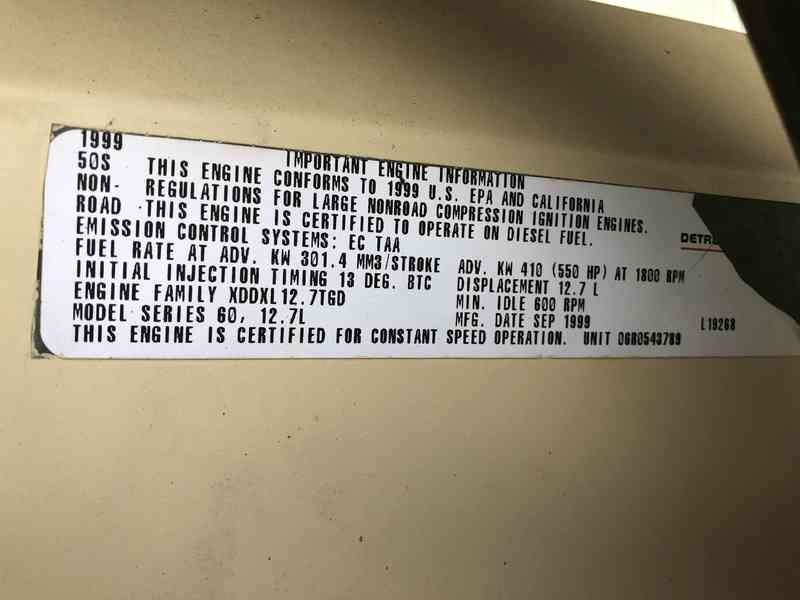 1999
50S
NON-
ROAD
IMPORTANT ENGINE INFORMATION
THIS ENGINE CONFORMS TO 1999 U.S. EPA AND CALIFORNIA
REGULATIONS FOR LARGE NONROAD COMPRESSION IGNITION ENGINES.
THIS ENGINE IS CERTIFIED TO OPERATE ON DIESEL FUEL.
EMISSION CONTROL SYSTEMS: EC TAA
FUEL RATE AT ADV. KW 301.4 MM3/STROKE ADV. KW 410 (550 HP) AT 1800 RPM
INITIAL INJECTION TIMING 13 DEG. BTC DISPLACEMENT 12.7 L
ENGINE FAMILY XDDXL12.7TGD MIN. IDLE 600 RPM
MODEL SERIES 60, 12.7L MFG. DATE SEP 1999 L19268
THIS ENGINE IS CERTIFIED FOR CONSTANT SPEED OPERATION. UNIT 06R0543789
DETR